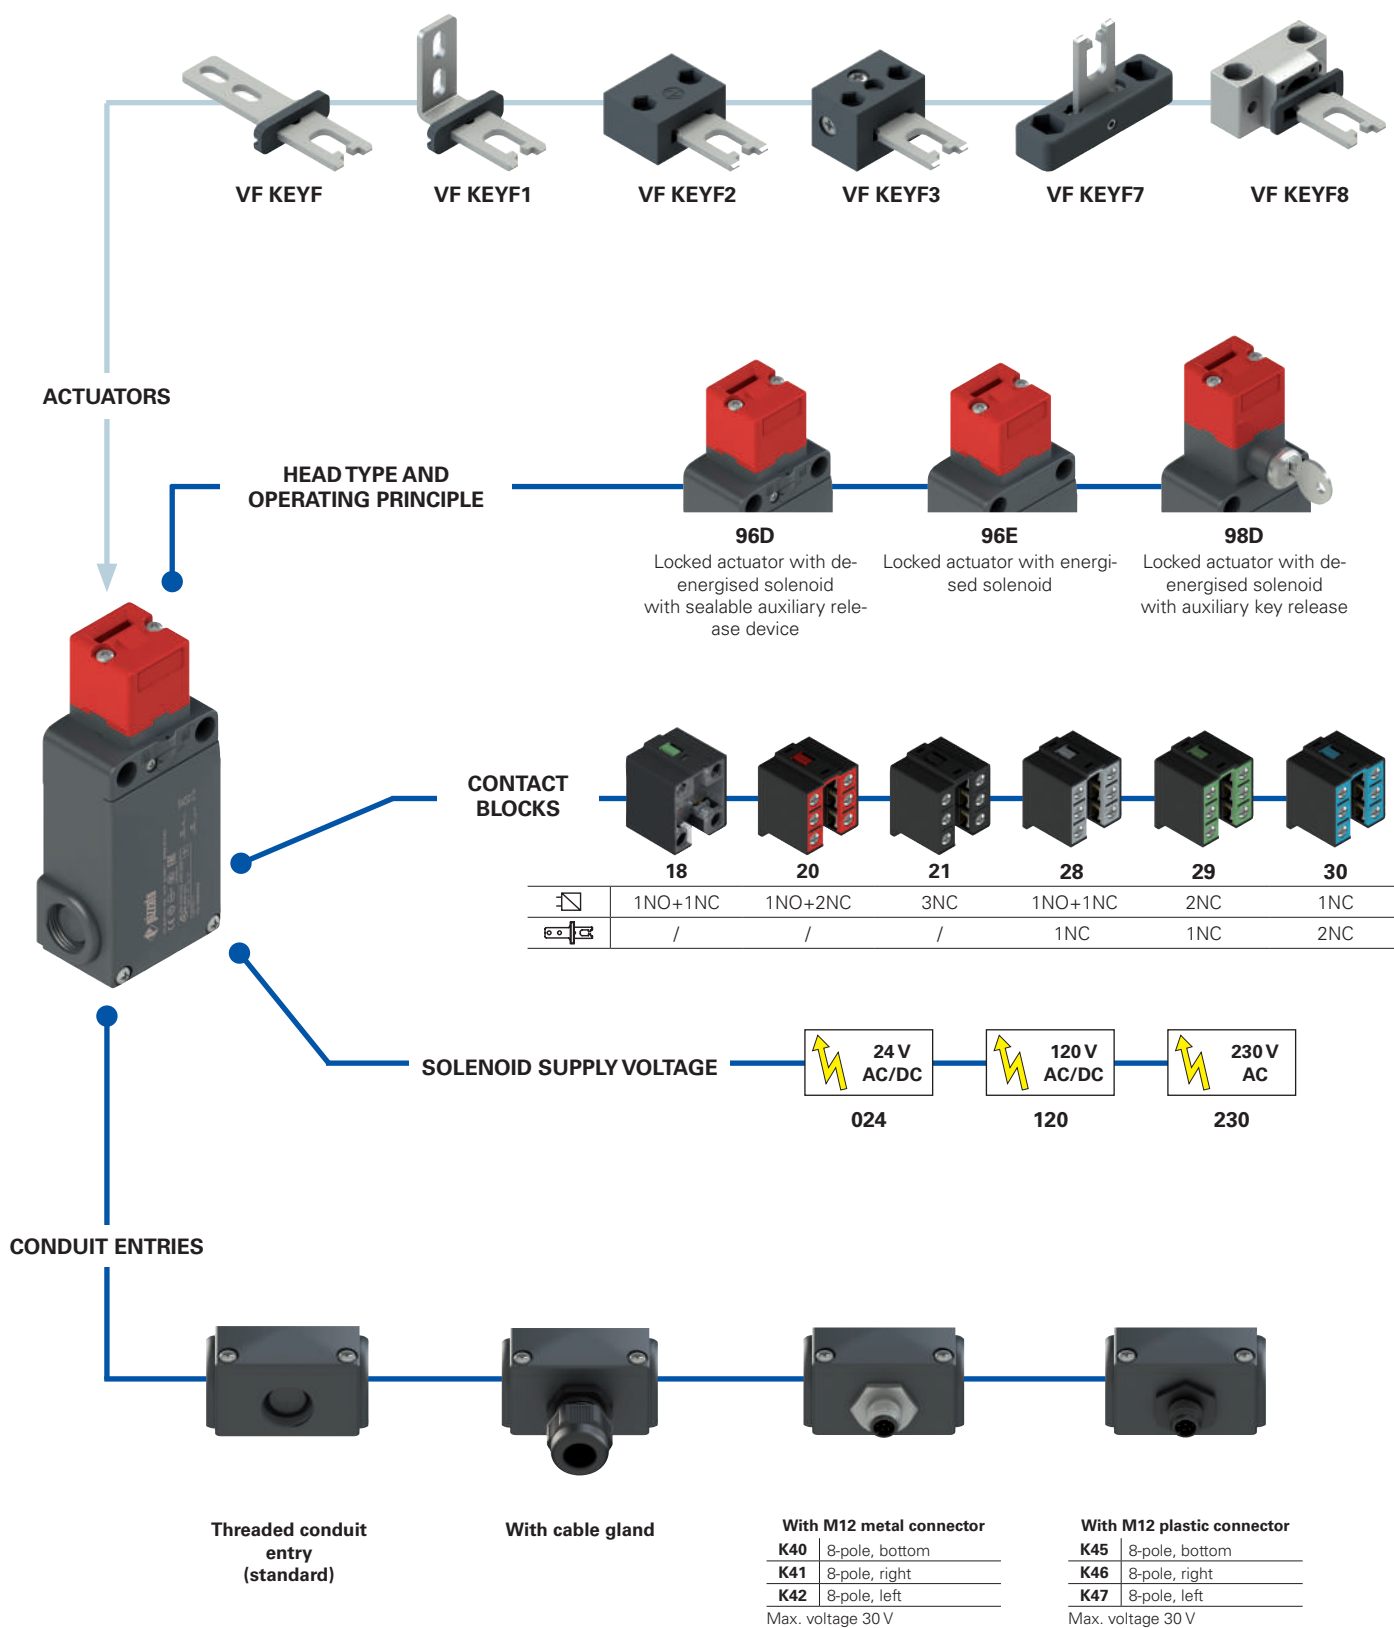 VF KEYF
VF KEYF1
VF KEYF2
VF KEYF3
VF KEYF7
VF KEYF8
ACTUATORS
HEAD TYPE AND
OPERATING PRINCIPLE
96D
Locked actuator with de-
energised solenoid
with sealable auxiliary rele-
ase device
96E
Locked actuator with energi-
sed solenoid
98D
Locked actuator with de-
energised solenoid
with auxiliary key release
CONTACT
BLOCKS
18 20 21 28 29 30
1NO+1NC 1NO+2NC 3NC 1NO+1NC 2NC 1NC
/ / / 1NC 1NC 2NC
pizzato
SOLENOID SUPPLY VOLTAGE
24 V
AC/DC
024
120 V
AC/DC
120
230 V
AC
230
CONDUIT ENTRIES
Threaded conduit
entry
(standard)
With cable gland
With M12 metal connector
K40 8-pole, bottom
K41 8-pole, right
K42 8-pole, left
Max. voltage 30 V
With M12 plastic connector
K45 8-pole, bottom
K46 8-pole, right
K47 8-pole, left
Max. voltage 30 V